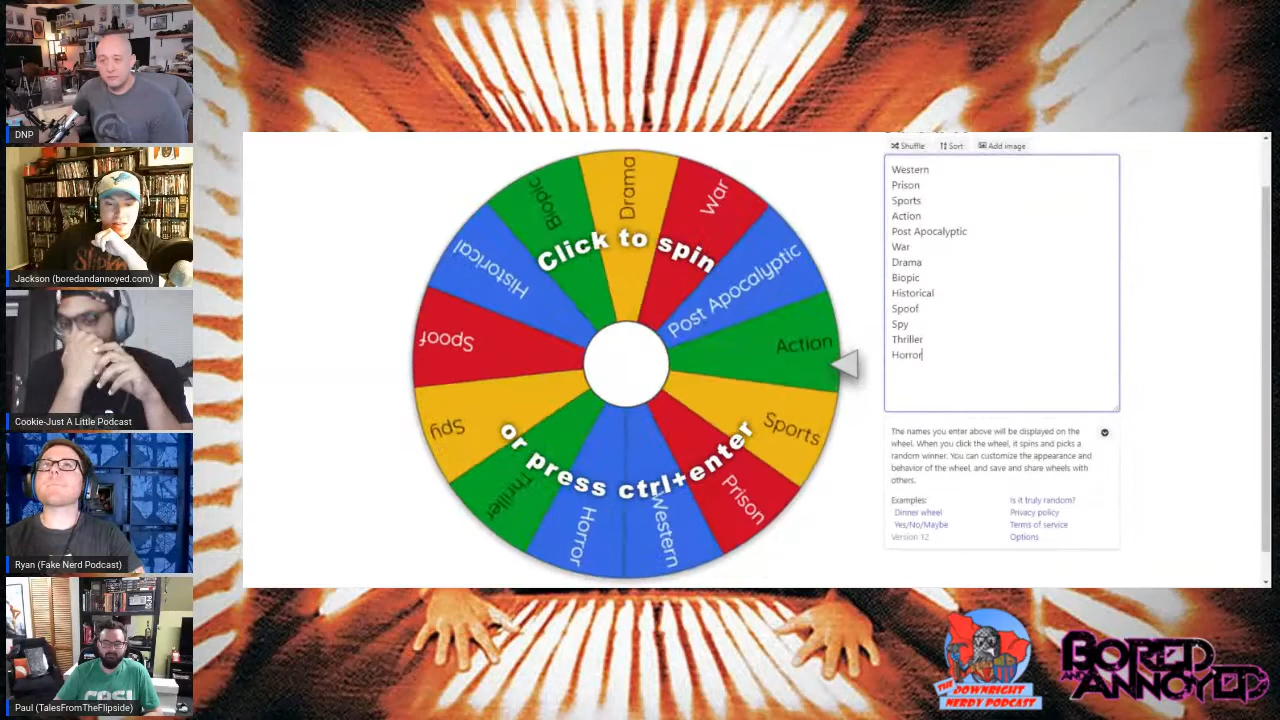 DNP
Jackson (boredandannoyed.com)
Cookie-Just A Little Podcast
Ryan (Fake Nerd Podcast)
Paul (TalesFromTheFlipside)
Click to spin
or press ctrl+enter
Biopic
Drama
War
Post Apocalyptic
Action
Sports
Prison
Western
Horror
Thriller
Spy
Spoof
Historical
Shuffle Sort Add image
Western
Prison
Sports
Action
Post Apocalyptic
War
Drama
Biopic
Historical
Spoof
Spy
Thriller
Horror
The names you enter above will be displayed on the
wheel. When you click the wheel, it spins and picks a
random winner. You can customize the appearance and
behavior of the wheel, and save and share wheels with
others.
Examples:
Dinner wheel
Yes/No/Maybe
Version 12
Is it truly random?
Privacy policy
Terms of service
Options
THE
DOWNRIGHT
NERDY PODCAST
BORED
AND
ANNOYED